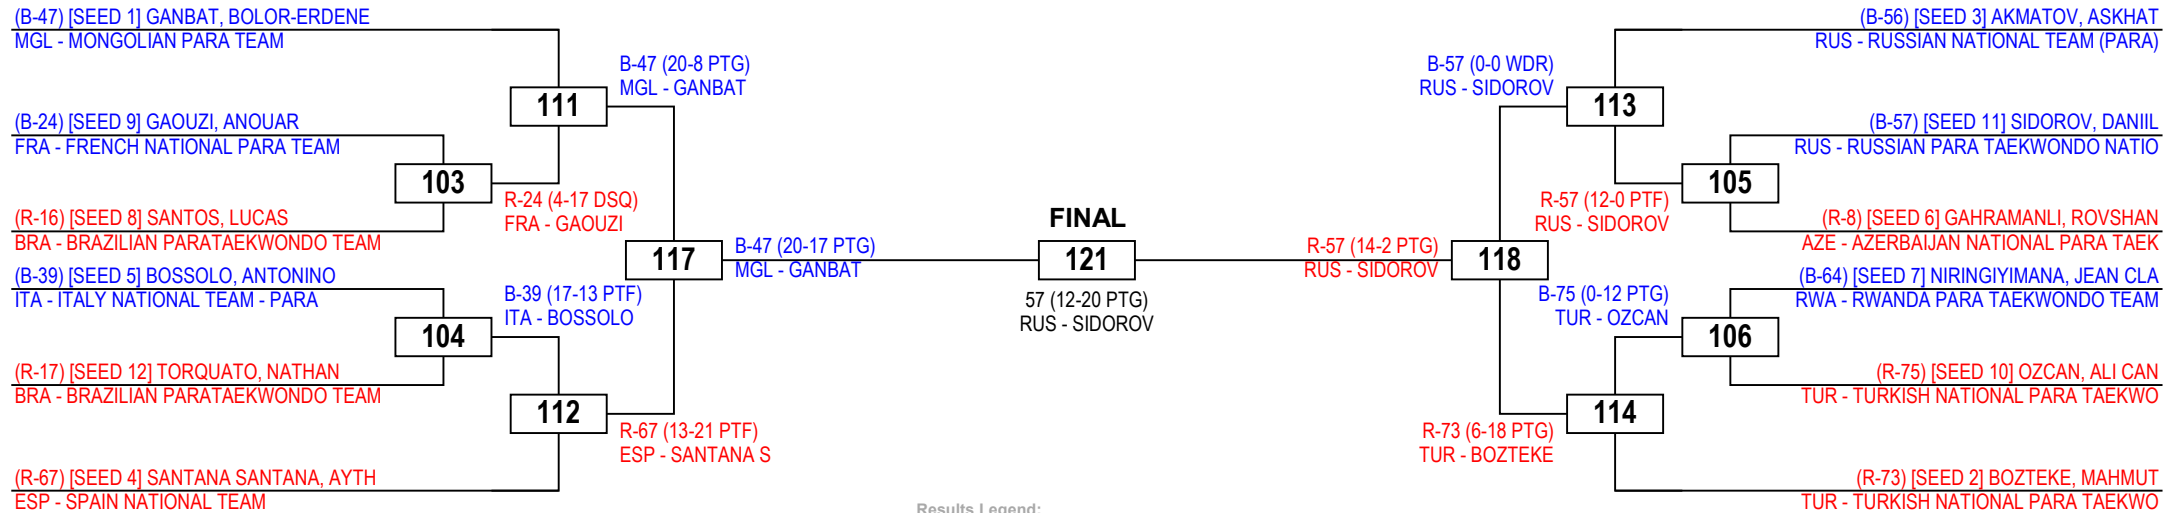 (B-47) [SEED 1] GANBAT, BOLOR-ERDENE
MGL - MONGOLIAN PARA TEAM
(B-24) [SEED 9] GAOUZI, ANOUAR
FRA - FRENCH NATIONAL PARA TEAM
(R-16) [SEED 8] SANTOS, LUCAS
BRA - BRAZILIAN PARATAEKWONDO TEAM
(B-39) [SEED 5] BOSSOLO, ANTONINO
ITA - ITALY NATIONAL TEAM - PARA
(R-17) [SEED 12] TORQUATO, NATHAN
BRA - BRAZILIAN PARATAEKWONDO TEAM
(R-67) [SEED 4] SANTANA SANTANA, AYTH
ESP - SPAIN NATIONAL TEAM
103
104
R-24 (4-17 DSQ)
FRA - GAOUZI
B-39 (17-13 PTF)
ITA - BOSSOLO
111
112
B-47 (20-8 PTG)
MGL - GANBAT
R-67 (13-21 PTF)
ESP - SANTANA S
117
B-47 (20-17 PTG)
MGL - GANBAT
FINAL
121
57 (12-20 PTG)
RUS - SIDOROV
Results Legend:
R-57 (14-2 PTG)
RUS - SIDOROV
118
B-57 (0-0 WDR)
RUS - SIDOROV
R-73 (6-18 PTG)
TUR - BOZTEKE
113
114
R-57 (12-0 PTF)
RUS - SIDOROV
B-75 (0-12 PTG)
TUR - OZCAN
105
106
(B-56) [SEED 3] AKMATOV, ASKHAT
RUS - RUSSIAN NATIONAL TEAM (PARA)
(B-57) [SEED 11] SIDOROV, DANIIL
RUS - RUSSIAN PARA TAEKWONDO NATIO
(R-8) [SEED 6] GAHRAMANLI, ROVSHAN
AZE - AZERBAIJAN NATIONAL PARA TAEK
(B-64) [SEED 7] NIRINGIYIMANA, JEAN CLA
RWA - RWANDA PARA TAEKWONDO TEAM
(R-75) [SEED 10] OZCAN, ALI CAN
TUR - TURKISH NATIONAL PARA TAEKWO
(R-73) [SEED 2] BOZTEKE, MAHMUT
TUR - TURKISH NATIONAL PARA TAEKWO